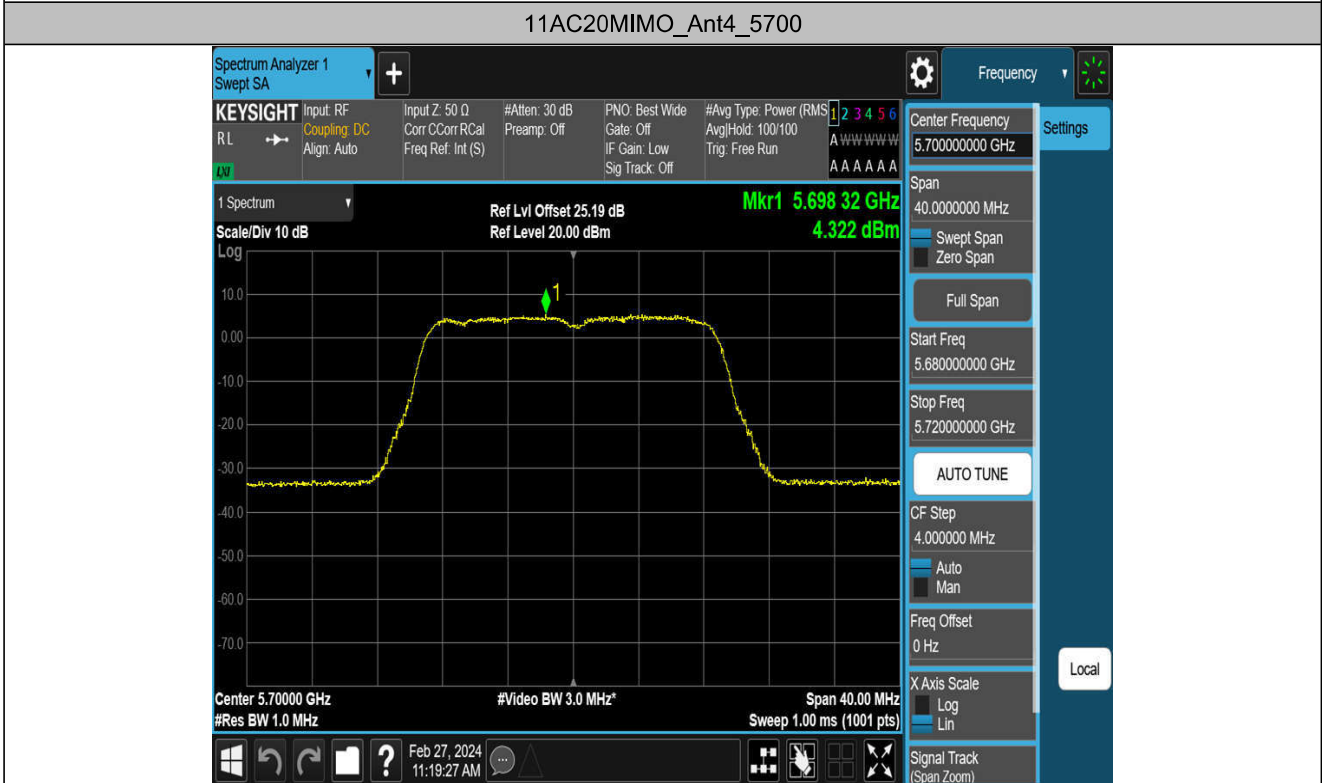 11AC20MIMO_Ant4_5700
Spectrum Analyzer 1
Swept SA
Frequency
KEYSIGHT
RL
LXI
Input: RF
Coupling: DC
Align: Auto
Input Z: 50 Ω
Corr CCorr RCal
Freq Ref: Int (S)
#Atten: 30 dB
Preamp: Off
PNO: Best Wide
Gate: Off
IF Gain: Low
Sig Track: Off
#Avg Type: Power (RMS
Avg|Hold: 100/100
Trig: Free Run
1 2 3 4 5 6
A W W W W W
A A A A A A
1 Spectrum
Scale/Div 10 dB
Log
Ref Lvl Offset 25.19 dB
Ref Level 20.00 dBm
Mkr1 5.698 32 GHz
4.322 dBm
1
10.0
0.00
-10.0
-20.0
-30.0
-40.0
-50.0
-60.0
-70.0
Center 5.70000 GHz
#Res BW 1.0 MHz
#Video BW 3.0 MHz*
Span 40.00 MHz
Sweep 1.00 ms (1001 pts)
Feb 27, 2024
11:19:27 AM
Center Frequency
5.700000000 GHz
Settings
Span
40.0000000 MHz
Swept Span
Zero Span
Full Span
Start Freq
5.680000000 GHz
Stop Freq
5.720000000 GHz
AUTO TUNE
CF Step
4.000000 MHz
Auto
Man
Freq Offset
0 Hz
X Axis Scale
Log
Lin
Local
Signal Track
(Span Zoom)